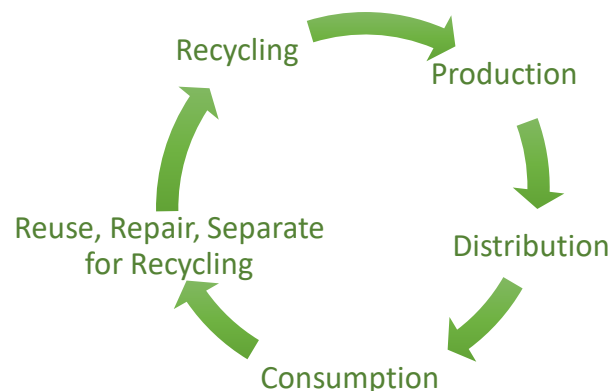 Recycling
Production
Distribution
Consumption
Reuse, Repair, Separate
for Recycling